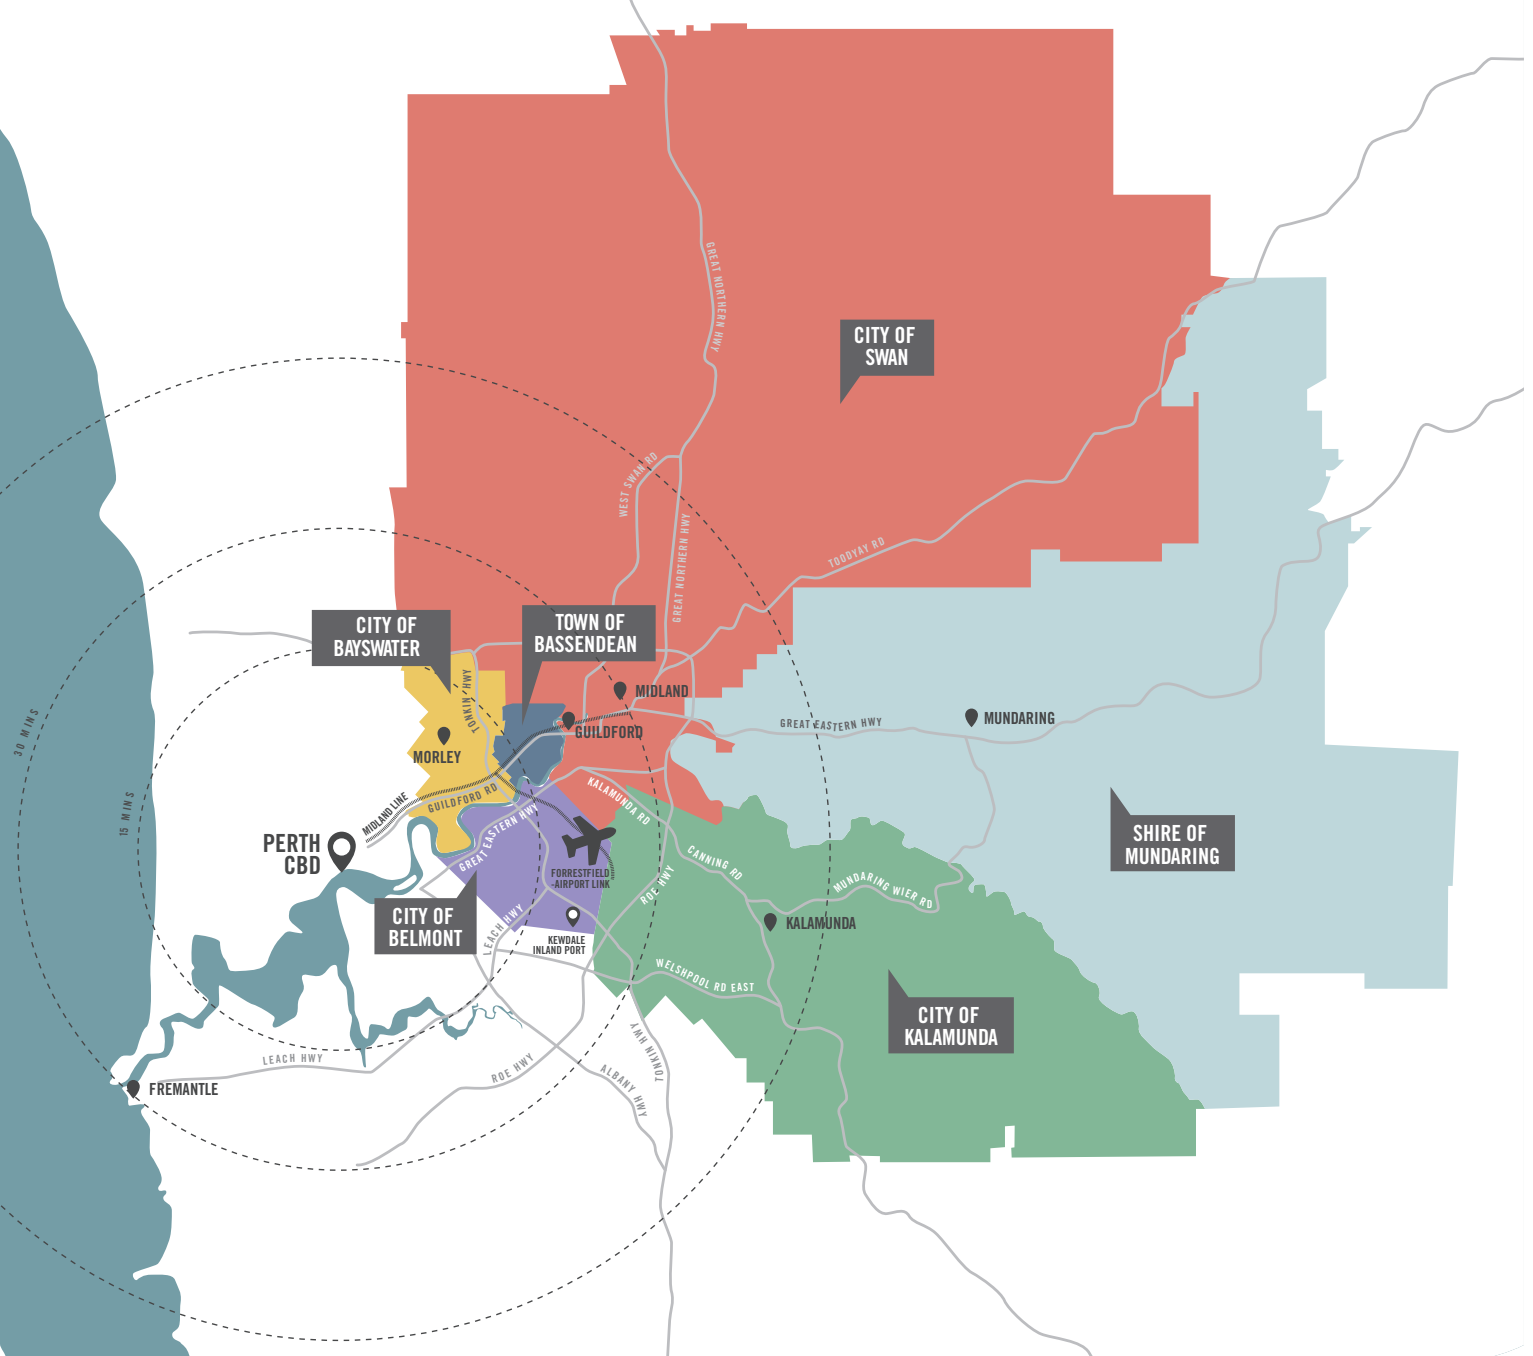 GREAT NORTHERN HWY
CITY OF
SWAN
WEST SWAN RD
GREAT NORTHERN HWY
TOODYAY RD
CITY OF
BAYSWATER
TOWN OF
BASSENDEAN
TONKIN HWY
MIDLAND
GUILDFORD
MORLEY
GREAT EASTERN HWY
MUNDARING
30 MINS
15 MINS
MIDLAND LINE
GUILDFORD RD
KALAMUNDA RD
GREAT EASTERN HWY
PERTH
CBD
FORRESTFIELD
-AIRPORT LINK
ROE HWY
CANNING RD
MUNDARING WIER RD
SHIRE OF
MUNDARING
CITY OF
BELMONT
LEACH HWY
KEWDALE
INLAND PORT
KALAMUNDA
WELSHPOOL RD EAST
CITY OF
KALAMUNDA
LEACH HWY
ROE HWY
ALBANY HWY
TONKIN HWY
FREMANTLE